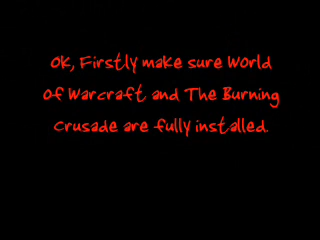 OK, Firstly make sure World
Of Warcraft and The Burning
Crusade are fully installed.